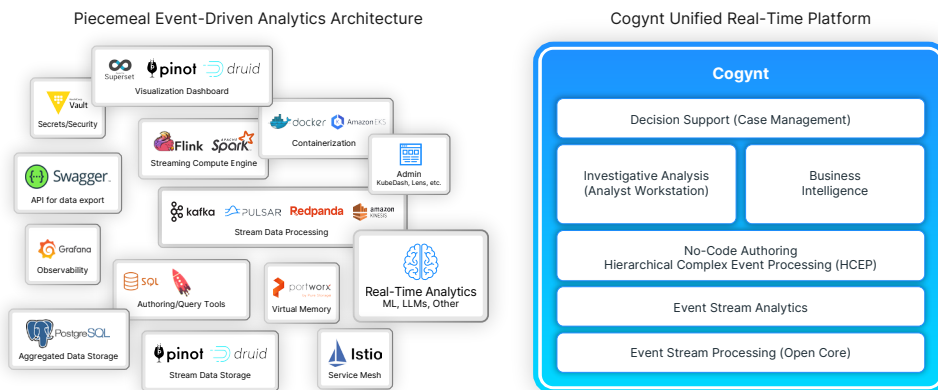 Piecemeal Event-Driven Analytics Architecture
Superset
pinot
druid
Visualization Dashboard
Vault
Secrets/Security
docker
Amazon EKS
Containerization
Flink
APACHE
Spark
Streaming Compute Engine
Admin
KubeDash, Lens, etc.
Swagger
API for data export
kafka
PULSAR
Redpanda
amazon
KINESIS
Stream Data Processing
Grafana
Observability
Real-Time Analytics
ML, LLMs, Other
SQL
Authoring/Query Tools
portworx
Virtual Memory
PostgreSQL
Aggregated Data Storage
pinot
druid
Stream Data Storage
Istio
Service Mesh
Cogynt Unified Real-Time Platform
Cogynt
Decision Support (Case Management)
Investigative Analysis
(Analyst Workstation)
Business
Intelligence
No-Code Authoring
Hierarchical Complex Event Processing (HCEP)
Event Stream Analytics
Event Stream Processing (Open Core)